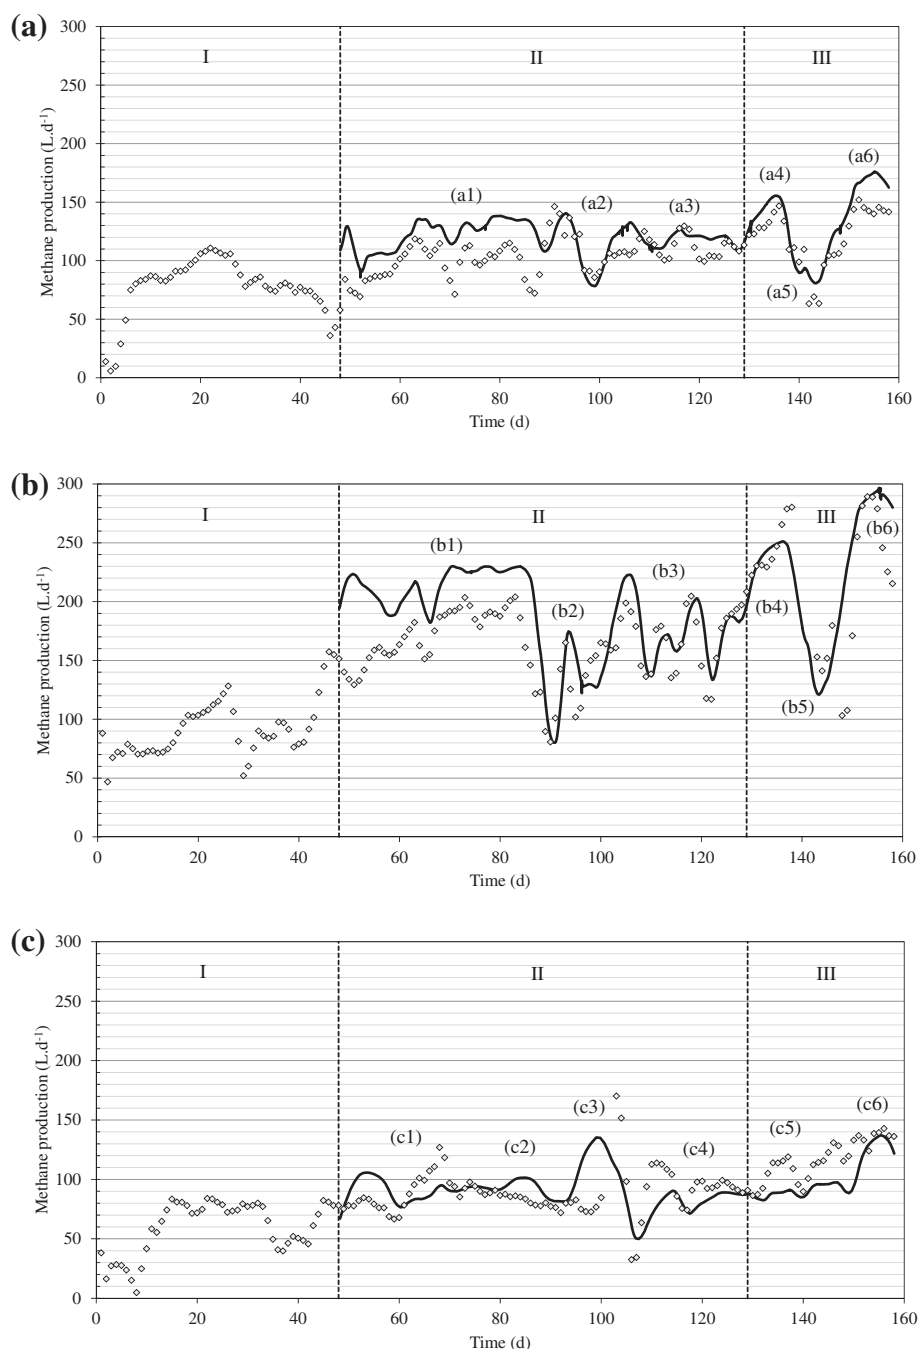 (a)
300
250
200
150
100
50
0
Methane production (L.d-1)
I
II
III
(a1)
(a2)
(a3)
(a4)
(a5)
(a6)
0
20
40
60
80
100
120
140
160
Time (d)
(b)
300
250
200
150
100
50
0
Methane production (L.d-1)
I
II
III
(b1)
(b2)
(b3)
(b4)
(b5)
(b6)
0
20
40
60
80
100
120
140
160
Time (d)
(c)
300
250
200
150
100
50
0
Methane production (L.d-1)
I
II
III
(c1)
(c2)
(c3)
(c4)
(c5)
(c6)
0
20
40
60
80
100
120
140
160
Time (d)